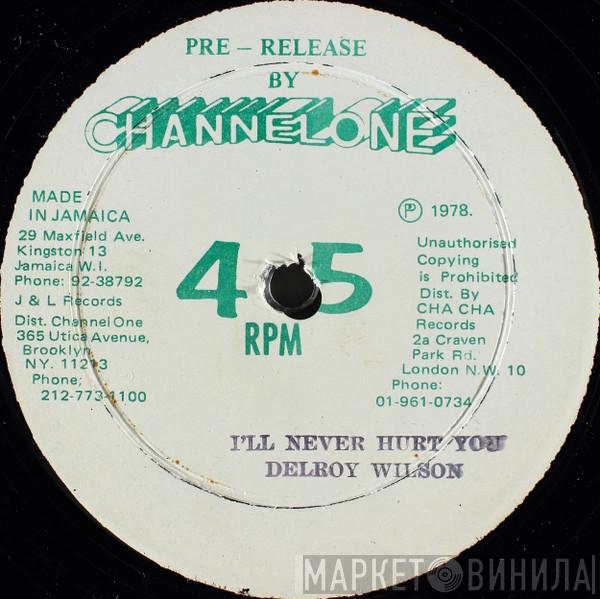 PRE – RELEASE
BY
CHANNEL ONE
MADE
IN JAMAICA
29 Maxfield Ave.
Kingston 13
Jamaica W.I.
Phone: 92-38792
J & L Records
Dist. Channel One
365 Utica Avenue,
Brooklyn
NY. 11213
Phone;
212-773-1100
45
RPM
℗ 1978.
Unauthorised
Copying
is Prohibited
Dist. By
CHA CHA
Records
2a Craven
Park Rd.
London N.W. 10
Phone:
01-961-0734
I'LL NEVER HURT YOU
DELROY WILSON
МАРКЕТ ВИНИЛА